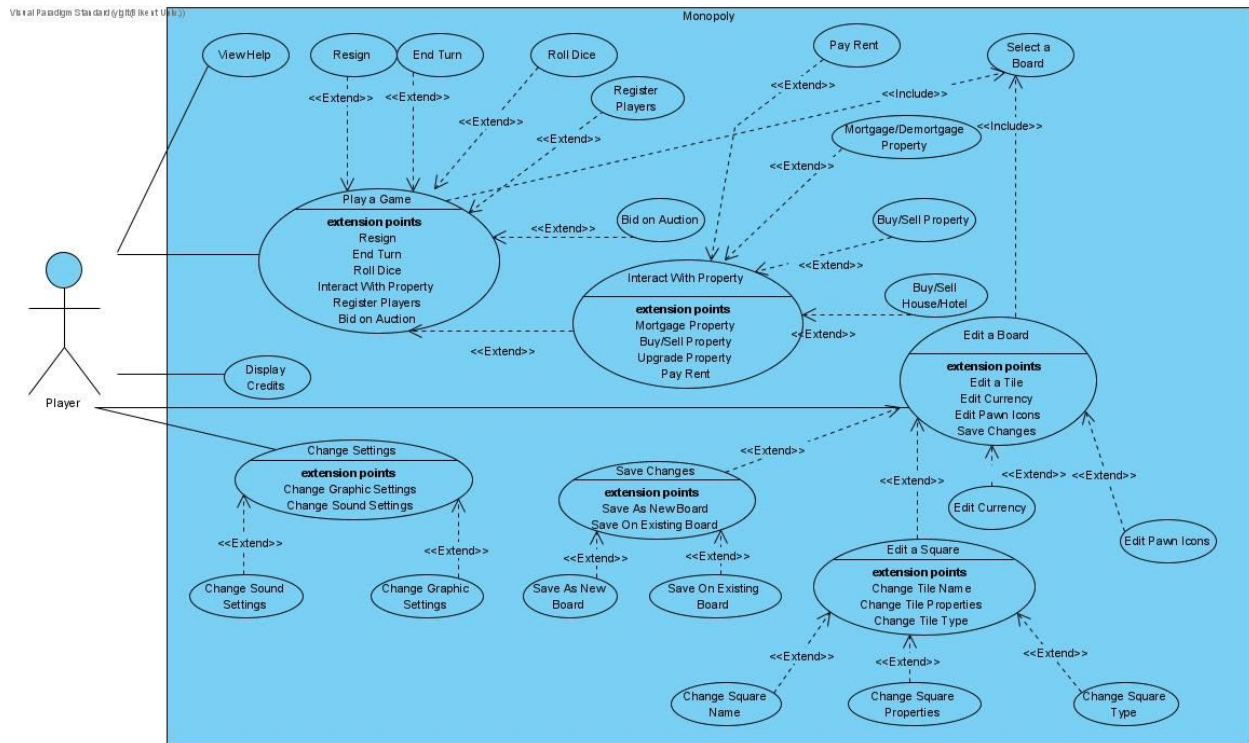 Visual Paradigm Standard
Monopoly
View Help
Resign
End Turn
Roll Dice
Pay Rent
Select a
Board
<<Extend>>
<<Extend>>
<<Extend>>
<<Extend>>
Register
Players
<<Extend>>
<<Include>>
<<Include>>
Mortgage/Demortgage
Property
<<Extend>>
Play a Game
extension points
Resign
End Turn
Roll Dice
Interact With Property
Register Players
Bid on Auction
Bid on Auction
<<Extend>>
Buy/Sell Property
<<Extend>>
Interact With Property
extension points
Mortgage Property
Buy/Sell Property
Upgrade Property
Pay Rent
Buy/Sell
House/Hotel
<<Extend>>
<<Extend>>
Edit a Board
extension points
Edit a Tile
Edit Currency
Edit Pawn Icons
Save Changes
Display
Credits
Player
Change Settings
extension points
Change Graphic Settings
Change Sound Settings
<<Extend>>
Save Changes
extension points
Save As New Board
Save On Existing Board
<<Extend>>
<<Extend>>
<<Extend>>
Edit Currency
Edit Pawn Icons
<<Extend>>
<<Extend>>
<<Extend>>
<<Extend>>
Change Sound
Settings
Change Graphic
Settings
Save As New
Board
Save On Existing
Board
Edit a Square
extension points
Change Tile Name
Change Tile Properties
Change Tile Type
<<Extend>>
<<Extend>>
<<Extend>>
Change Square
Name
Change Square
Properties
Change Square
Type